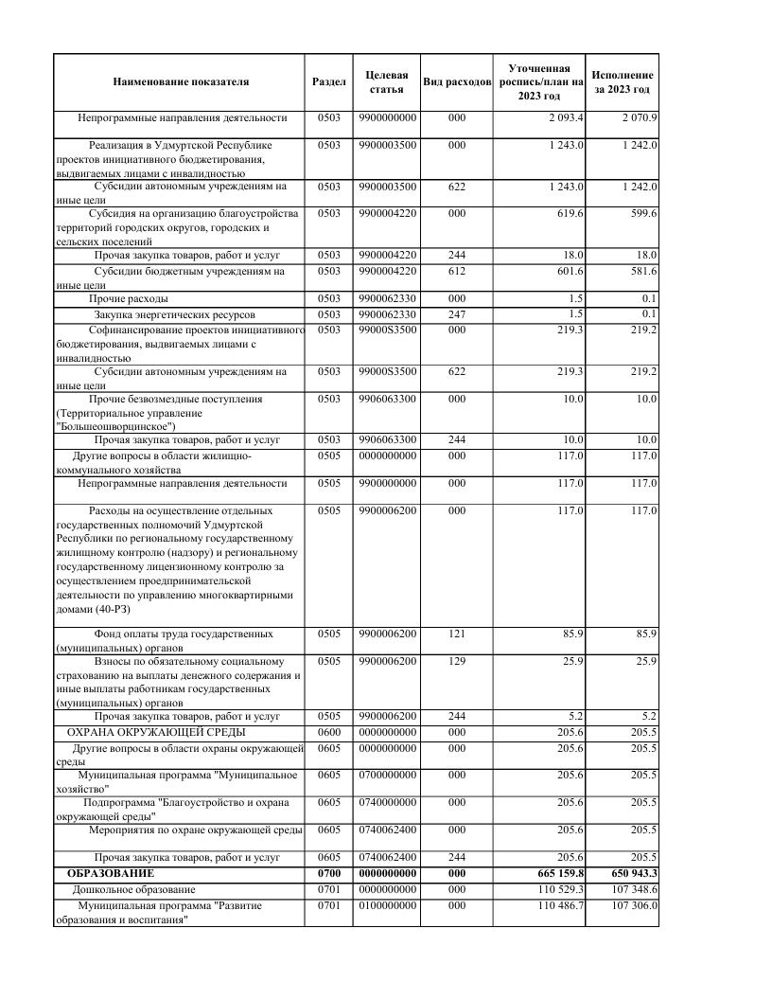 Наименование показателя Раздел Целевая статья Вид расходов Уточненная роспись/план на 2023 год Исполнение за 2023 год
Непрограммные направления деятельности 0503 9900000000 000 2 093.4 2 070.9
Реализация в Удмуртской Республике 0503 9900003500 000 1 243.0 1 242.0
проектов инициативного бюджетирования,
выдвигаемых лицами с инвалидностью
Субсидии автономным учреждениям на 0503 9900003500 622 1 243.0 1 242.0
иные цели
Субсидия на организацию благоустройства 0503 9900004220 000 619.6 599.6
территорий городских округов, городских и
сельских поселений
Прочая закупка товаров, работ и услуг 0503 9900004220 244 18.0 18.0
Субсидии бюджетным учреждениям на 0503 9900004220 612 601.6 581.6
иные цели
Прочие расходы 0503 9900062330 000 1.5 0.1
Закупка энергетических ресурсов 0503 9900062330 247 1.5 0.1
Софинансирование проектов инициативного 0503 99000S3500 000 219.3 219.2
бюджетирования, выдвигаемых лицами с
инвалидностью
Субсидии автономным учреждениям на 0503 99000S3500 622 219.3 219.2
иные цели
Прочие безвозмездные поступления 0503 9906063300 000 10.0 10.0
(Территориальное управление
"Большеошворцинское")
Прочая закупка товаров, работ и услуг 0503 9906063300 244 10.0 10.0
Другие вопросы в области жилищно- 0505 0000000000 000 117.0 117.0
коммунального хозяйства
Непрограммные направления деятельности 0505 9900000000 000 117.0 117.0
Расходы на осуществление отдельных 0505 9900006200 000 117.0 117.0
государственных полномочий Удмуртской
Республики по региональному государственному
жилищному контролю (надзору) и региональному
государственному лицензионному контролю за
осуществлением проедпринимательской
деятельности по управлению многоквартирными
домами (40-РЗ)
Фонд оплаты труда государственных 0505 9900006200 121 85.9 85.9
(муниципальных) органов
Взносы по обязательному социальному 0505 9900006200 129 25.9 25.9
страхованию на выплаты денежного содержания и
иные выплаты работникам государственных
(муниципальных) органов
Прочая закупка товаров, работ и услуг 0505 9900006200 244 5.2 5.2
ОХРАНА ОКРУЖАЮЩЕЙ СРЕДЫ 0600 0000000000 000 205.6 205.5
Другие вопросы в области охраны окружающей 0605 0000000000 000 205.6 205.5
среды
Муниципальная программа "Муниципальное 0605 0700000000 000 205.6 205.5
хозяйство"
Подпрограмма "Благоустройство и охрана 0605 0740000000 000 205.6 205.5
окружающей среды"
Мероприятия по охране окружающей среды 0605 0740062400 000 205.6 205.5
Прочая закупка товаров, работ и услуг 0605 0740062400 244 205.6 205.5
ОБРАЗОВАНИЕ 0700 0000000000 000 665 159.8 650 943.3
Дошкольное образование 0701 0000000000 000 110 529.3 107 348.6
Муниципальная программа "Развитие 0701 0100000000 000 110 486.7 107 306.0
образования и воспитания"